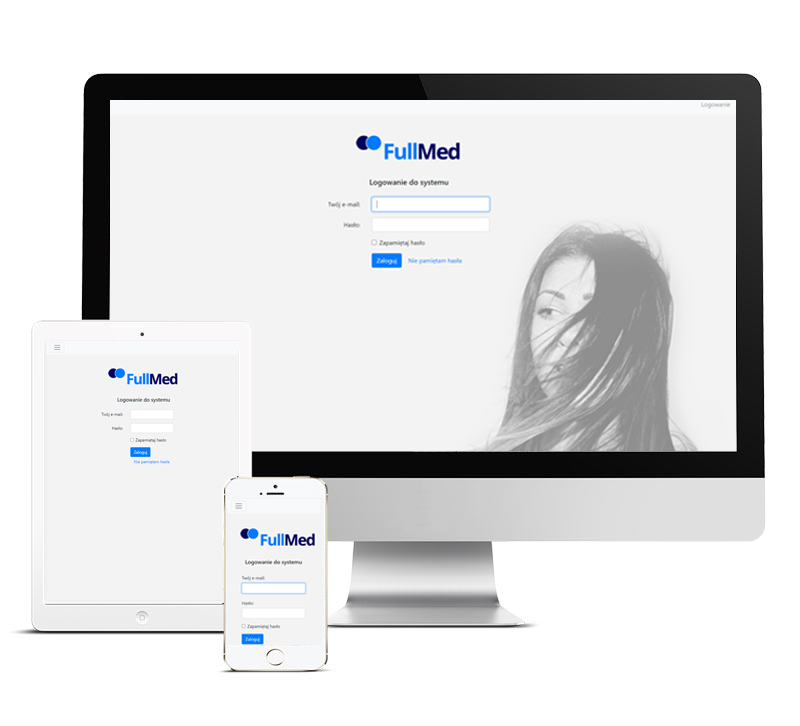 Logowanie
FullMed
Logowanie do systemu
Twój e-mail:
Hasło:
Zapamiętaj hasło
Zaloguj Nie pamiętam hasła
FullMed
Logowanie do systemu
Twój e-mail:
Hasło:
Zapamiętaj hasło
Zaloguj
Nie pamiętam hasła
FullMed
Logowanie do systemu
Twój e-mail:
Hasło:
Zapamiętaj hasło
Zaloguj